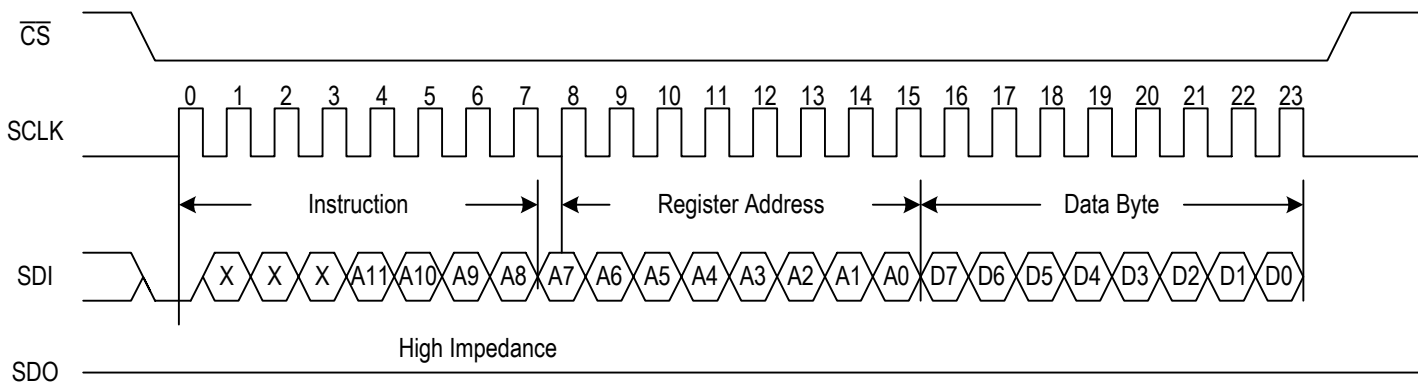 CS
0 1 2 3 4 5 6 7 8 9 10 11 12 13 14 15 16 17 18 19 20 21 22 23
SCLK
Instruction Register Address Data Byte
SDI X X X A11 A10 A9 A8 A7 A6 A5 A4 A3 A2 A1 A0 D7 D6 D5 D4 D3 D2 D1 D0
High Impedance
SDO